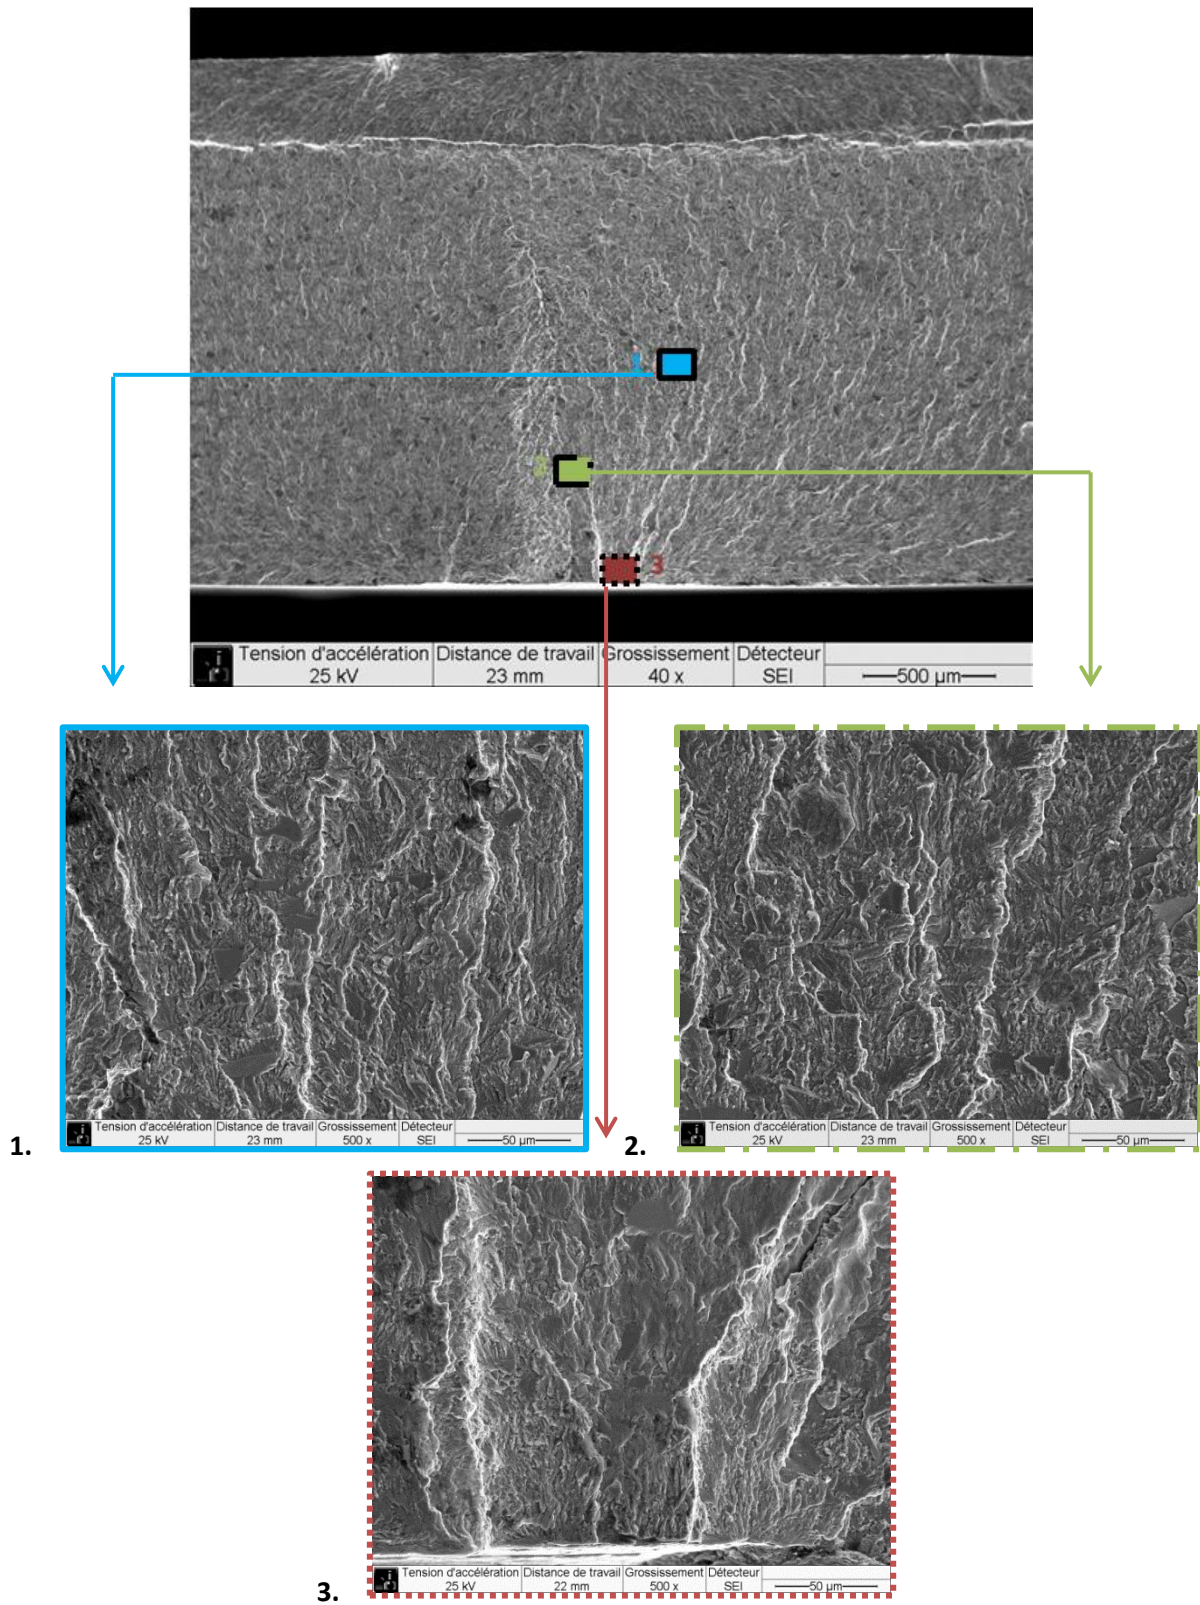 1
2
3
Tension d'accélération Distance de travail Grossissement Détecteur
25 kV 23 mm 40 x SEI 500 µm
Tension d'accélération Distance de travail Grossissement Détecteur
25 kV 23 mm 500 x SEI 50 µm
1.
Tension d'accélération Distance de travail Grossissement Détecteur
25 kV 23 mm 500 x SEI 50 µm
2.
Tension d'accélération Distance de travail Grossissement Détecteur
25 kV 22 mm 500 x SEI 50 µm
3.